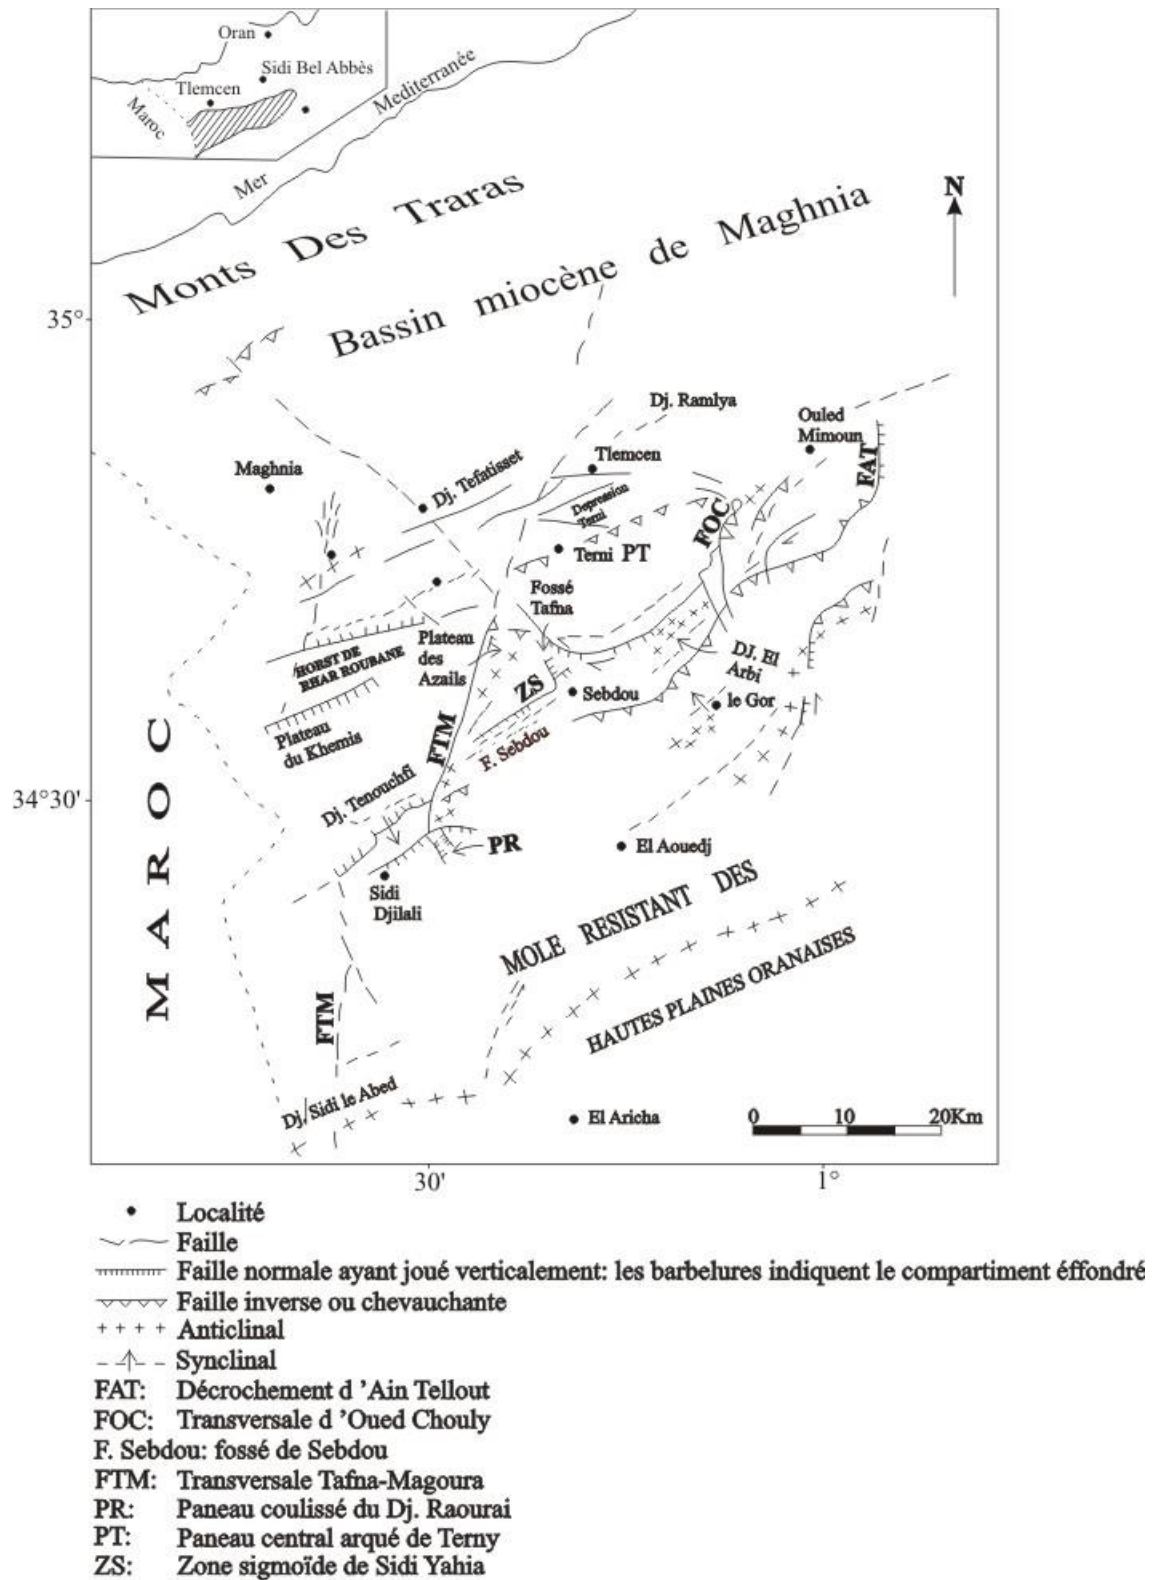 Oran
Sidi Bel Abbès
Tlemcen
Maroc
Mer Mediterranée
Monts Des Traras
N
Bassin miocène de Maghnia
35°
Dj. Ramlya
Ouled
Mimoun
FAT
Tlemcen
Maghnia
Dj. Tefatisset
Depression
Terni
FOC
Terni PT
Fossé
Tafna
Plateau
des
Azails
HORST DE
RHAR ROUBANE
DJ. El
Arbi
ZS
Sebdou
le Gor
Plateau
du Khemis
FTM
F. Sebdou
MAROC
34°30'
Dj. Tenouchfi
PR
El Aouedj
Sidi
Djilali
MOLE RESISTANT DES
HAUTES PLAINES ORANAISES
FTM
Dj. Sidi le Abed
El Aricha
0 10 20Km
30' 1°
Localité
Faille
Faille normale ayant joué verticalement: les barbelures indiquent le compartiment éffondré
Faille inverse ou chevauchante
Anticlinal
Synclinal
FAT: Décrochement d ’Ain Tellout
FOC: Transversale d ’Oued Chouly
F. Sebdou: fossé de Sebdou
FTM: Transversale Tafna-Magoura
PR: Paneau coulissé du Dj. Raourai
PT: Paneau central arqué de Terny
ZS: Zone sigmoïde de Sidi Yahia